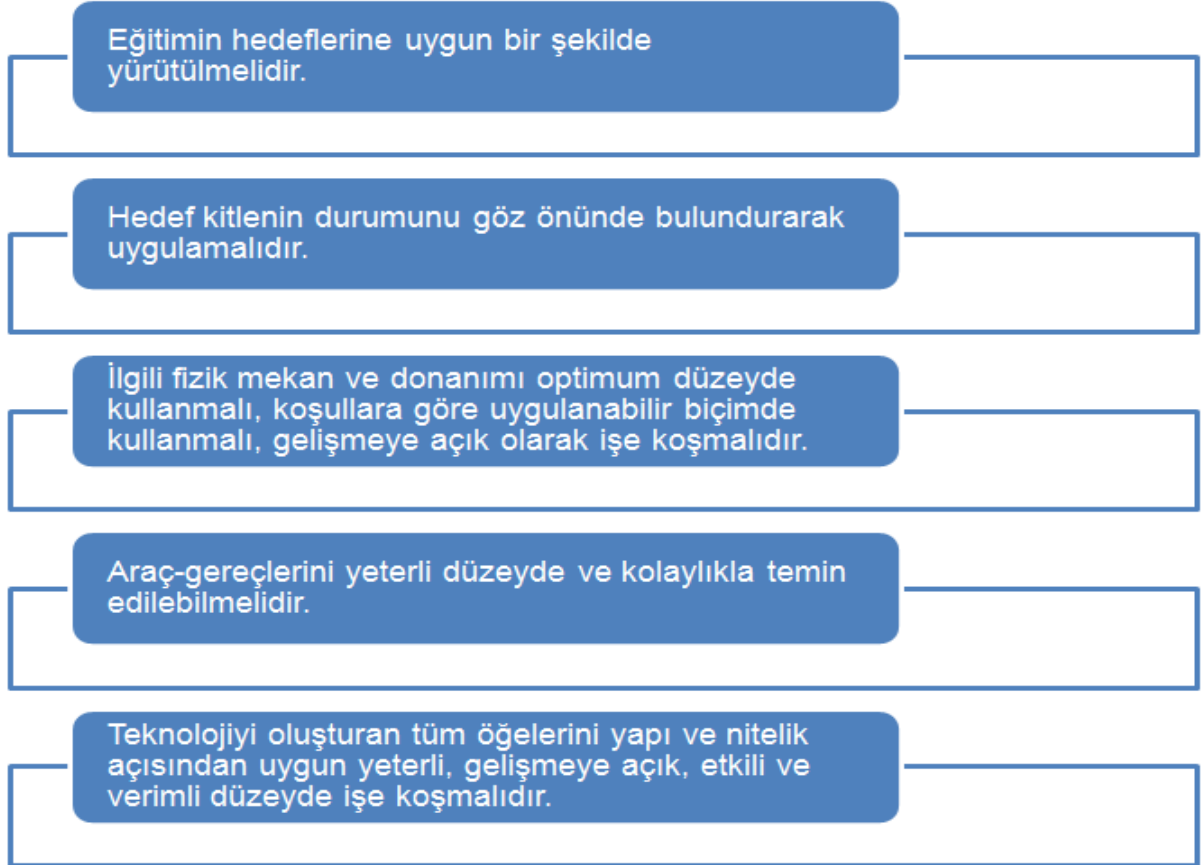 Eğitimin hedeflerine uygun bir şekilde
yürütülmelidir.
Hedef kitlenin durumunu göz önünde bulundurarak
uygulamalıdır.
İlgili fizik mekan ve donanımı optimum düzeyde
kullanmalı, koşullara göre uygulanabilir biçimde
kullanmalı, gelişmeye açık olarak işe koşmalıdır.
Araç-gereçlerini yeterli düzeyde ve kolaylıkla temin
edilebilmelidir.
Teknolojiyi oluşturan tüm öğelerini yapı ve nitelik
açısından uygun yeterli, gelişmeye açık, etkili ve
verimli düzeyde işe koşmalıdır.